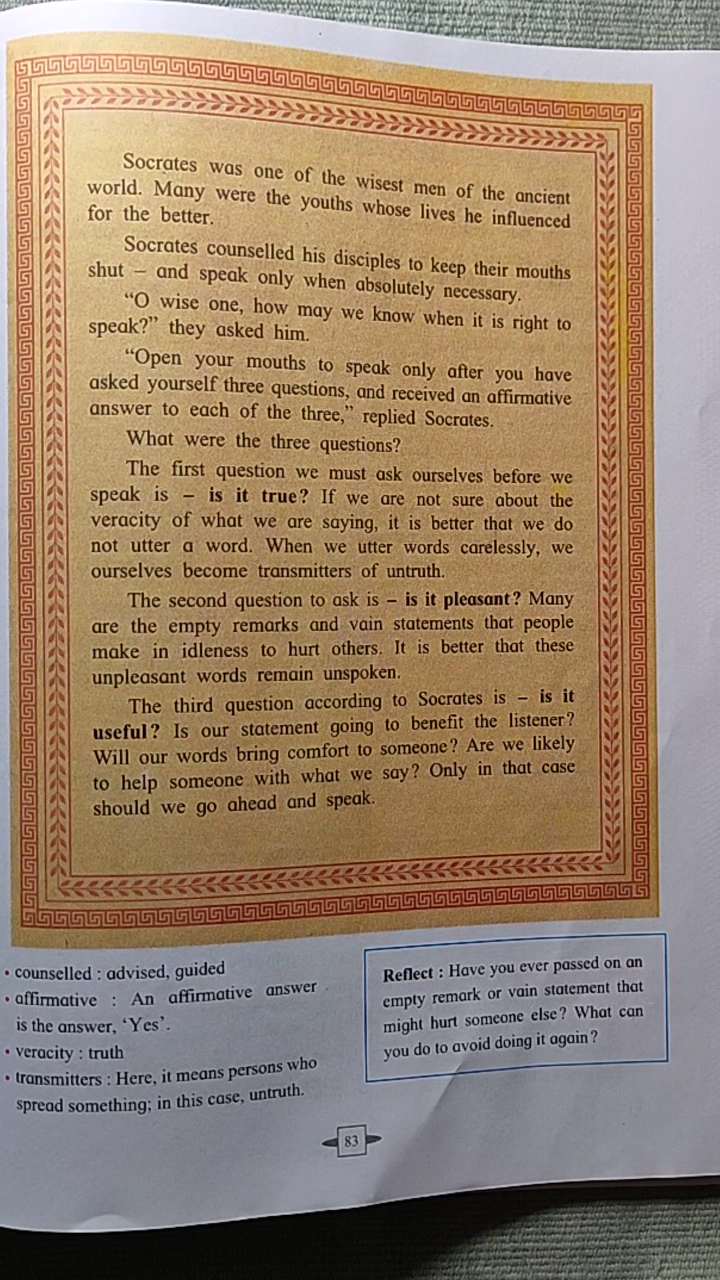 Socrates was one of the wisest men of the ancient
world. Many were the youths whose lives he influenced
for the better.
Socrates counselled his disciples to keep their mouths
shut – and speak only when absolutely necessary.
“O wise one, how may we know when it is right to
speak?” they asked him.
“Open your mouths to speak only after you have
asked yourself three questions, and received an affirmative
answer to each of the three,” replied Socrates.
What were the three questions?
The first question we must ask ourselves before we
speak is – is it true? If we are not sure about the
veracity of what we are saying, it is better that we do
not utter a word. When we utter words carelessly, we
ourselves become transmitters of untruth.
The second question to ask is – is it pleasant? Many
are the empty remarks and vain statements that people
make in idleness to hurt others. It is better that these
unpleasant words remain unspoken.
The third question according to Socrates is – is it
useful? Is our statement going to benefit the listener?
Will our words bring comfort to someone? Are we likely
to help someone with what we say? Only in that case
should we go ahead and speak.
• counselled : advised, guided
• affirmative : An affirmative answer
is the answer, ‘Yes’.
• veracity : truth
• transmitters : Here, it means persons who
spread something; in this case, untruth.
Reflect : Have you ever passed on an
empty remark or vain statement that
might hurt someone else? What can
you do to avoid doing it again?
83